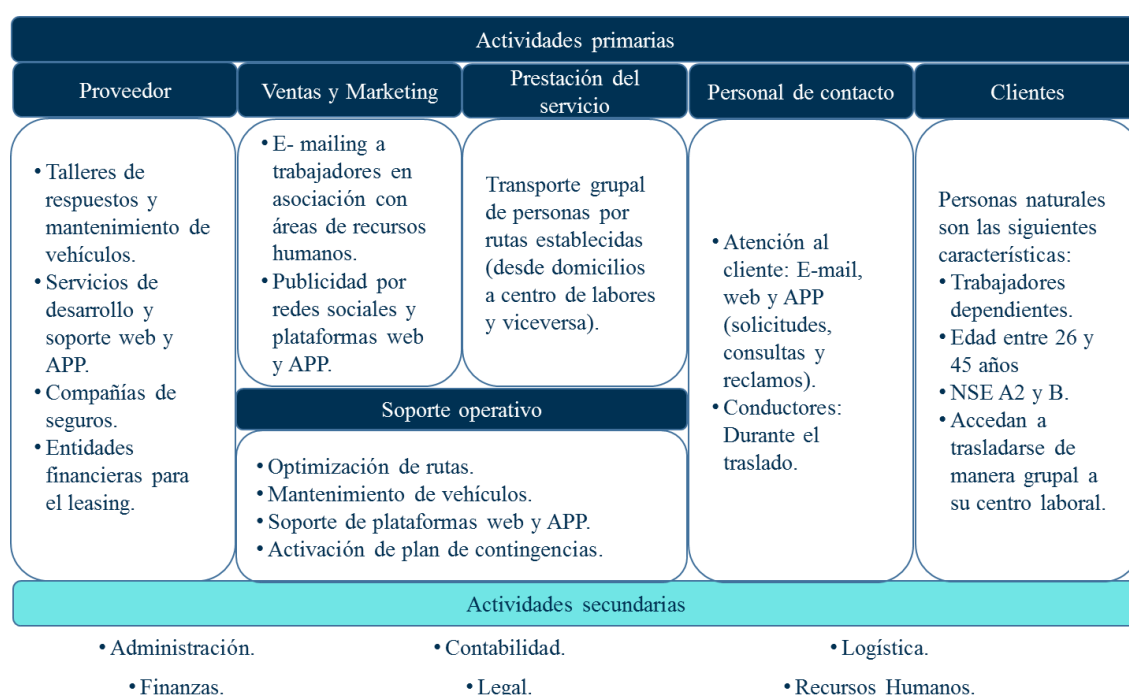 Actividades primarias
Proveedor
Ventas y Marketing
Prestación del
servicio
Personal de contacto
Clientes
• Talleres de
respuestos y
mantenimiento de
vehículos.
• Servicios de
desarrollo y
soporte web y
APP.
• Compañías de
seguros.
• Entidades
financieras para
el leasing.
• E- mailing a
trabajadores en
asociación con
áreas de recursos
humanos.
• Publicidad por
redes sociales y
plataformas web
y APP.
Transporte grupal
de personas por
rutas establecidas
(desde domicilios
a centro de labores
y viceversa).
Soporte operativo
• Optimización de rutas.
• Mantenimiento de vehículos.
• Soporte de plataformas web y APP.
• Activación de plan de contingencias.
• Atención al
cliente: E-mail,
web y APP
(solicitudes,
consultas y
reclamos).
• Conductores:
Durante el
traslado.
Personas naturales
son las siguientes
características:
• Trabajadores
dependientes.
• Edad entre 26 y
45 años
• NSE A2 y B.
• Accedan a
trasladarse de
manera grupal a
su centro laboral.
Actividades secundarias
• Administración.
• Contabilidad.
• Logística.
• Finanzas.
• Legal.
• Recursos Humanos.